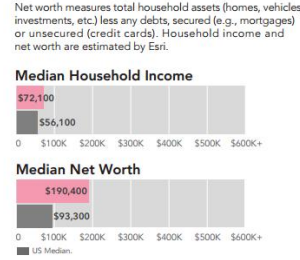 Net worth measures total household assets (homes, vehicles,
investments, etc.) less any debts, secured (e.g., mortgages)
or unsecured (credit cards). Household income and
net worth are estimated by Esri.
Median Household Income
$72,100
$56,100
0 $100K $200K $300K $400K $500K $600K+
Median Net Worth
$190,400
$93,300
0 $100K $200K $300K $400K $500K $600K+
US Median.